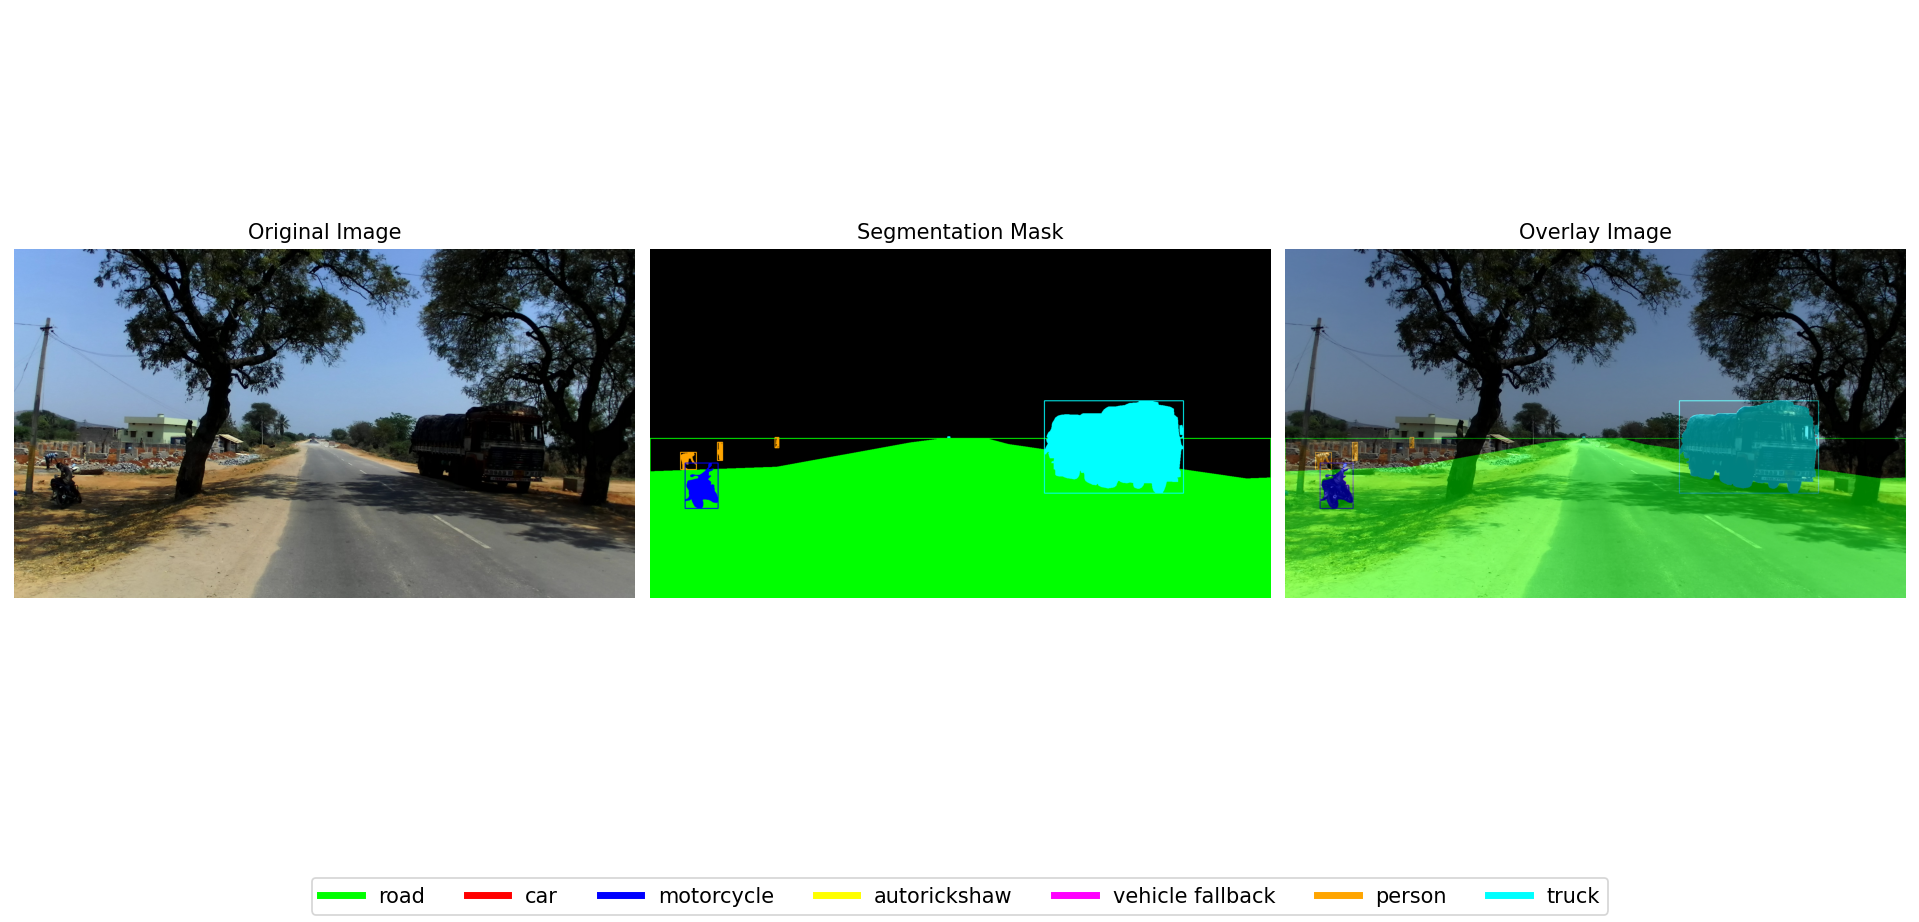 Original Image
Segmentation Mask
Overlay Image
road car motorcycle autorickshaw vehicle fallback person truck